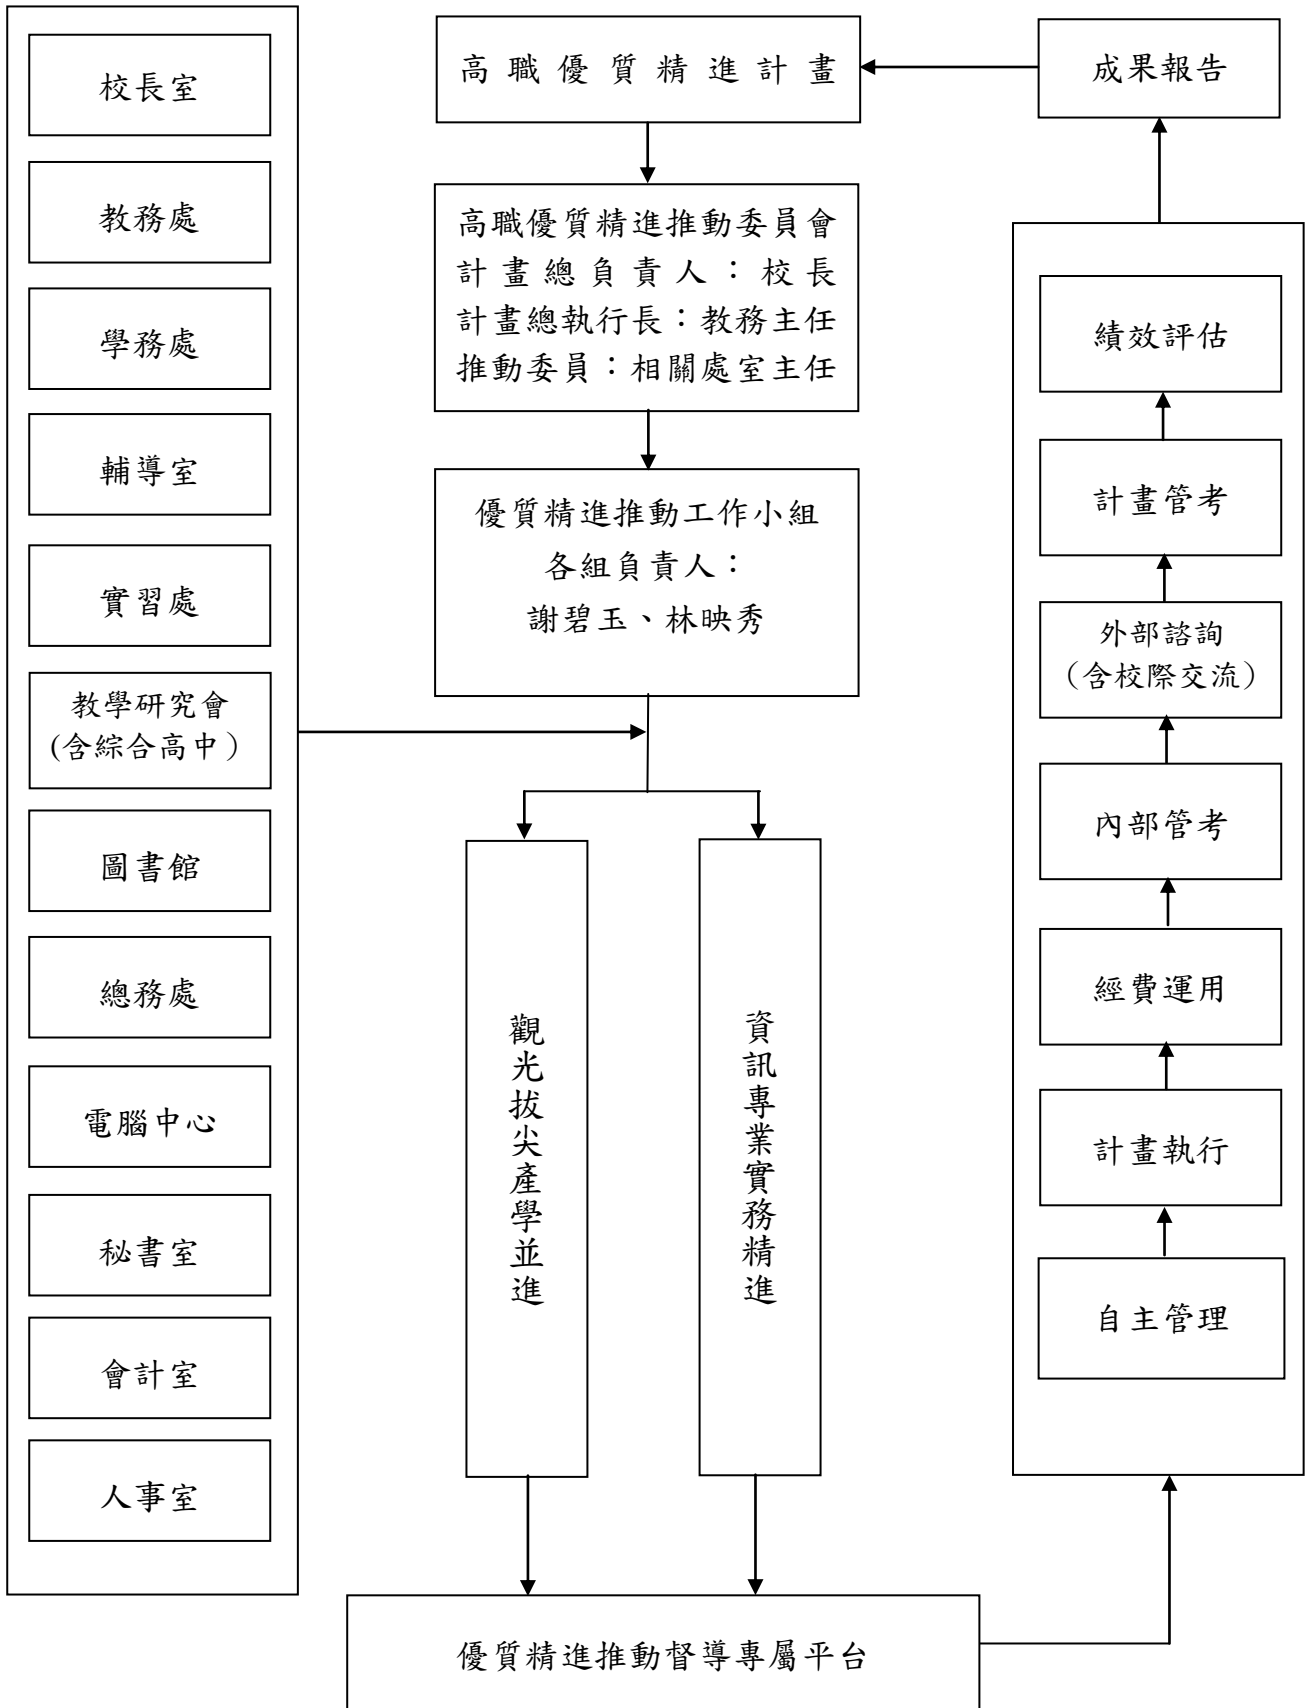 校長室
教務處
學務處
輔導室
實習處
教學研究會
(含綜合高中）
圖書館
總務處
電腦中心
秘書室
會計室
人事室
高職優質精進計畫
高職優質精進推動委員會
計畫總負責人：校長
計畫總執行長：教務主任
推動委員：相關處室主任
優質精進推動工作小組
各組負責人：
謝碧玉、林映秀
觀光拔尖產學並進
資訊專業實務精進
優質精進推動督導專屬平台
成果報告
績效評估
計畫管考
外部諮詢
（含校際交流）
內部管考
經費運用
計畫執行
自主管理